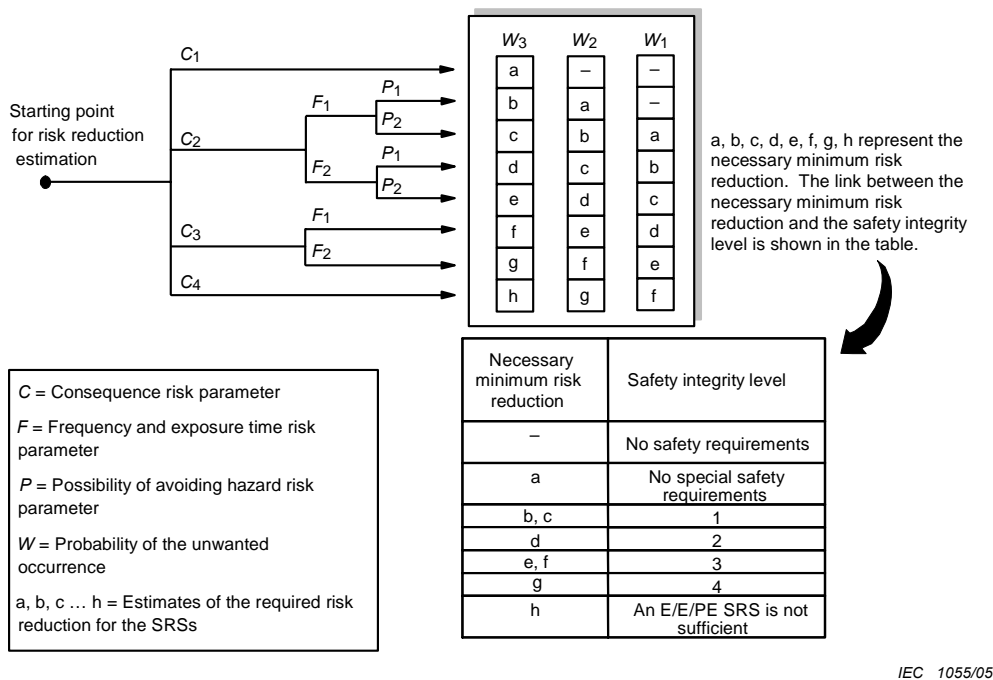 W3 W2 W1
C1
a – –
Starting point
for risk reduction
estimation
F1
P1
b a –
P2
c b a
C2
F2
P1
d c b
P2
e d c
C3
F1
f e d
F2
g f e
C4
h g f
a, b, c, d, e, f, g, h represent the
necessary minimum risk
reduction. The link between the
necessary minimum risk
reduction and the safety integrity
level is shown in the table.
C = Consequence risk parameter
F = Frequency and exposure time risk
parameter
P = Possibility of avoiding hazard risk
parameter
W = Probability of the unwanted
occurrence
a, b, c … h = Estimates of the required risk
reduction for the SRSs
Necessary
minimum risk
reduction
Safety integrity level
–
No safety requirements
a
No special safety
requirements
b, c 1
d 2
e, f 3
g 4
h
An E/E/PE SRS is not
sufficient
IEC 1055/05